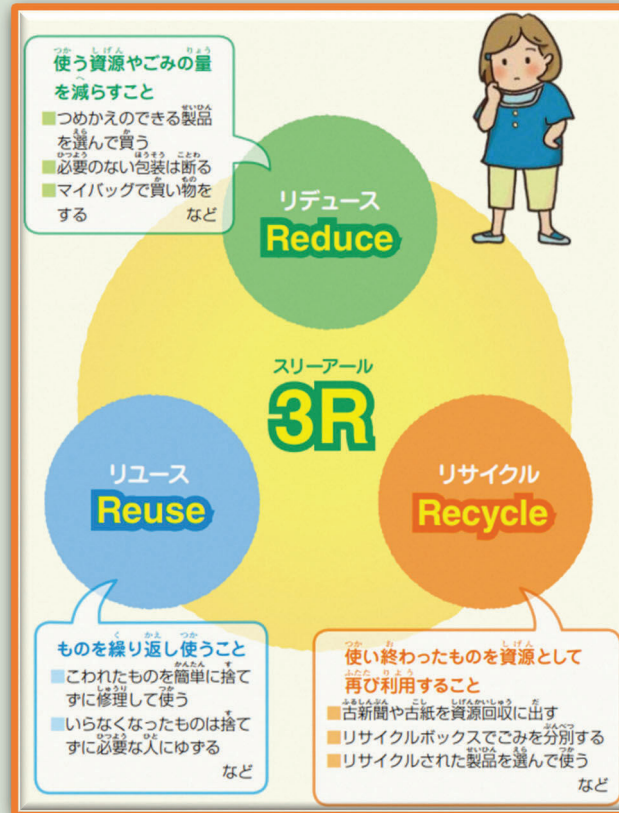 使う資源やごみの量
を減らすこと
■つめかえのできる製品
を選んで買う
■必要のない包装は断る
■マイバッグで買い物を
する など
リデュース
Reduce
スリーアール
3R
リユース
Reuse
リサイクル
Recycle
ものを繰り返し使うこと
■こわれたものを簡単に捨て
ずに修理して使う
■いらなくなったものは捨て
ずに必要な人にゆずる
など
使い終わったものを資源として
再び利用すること
■古新聞や古紙を資源回収に出す
■リサイクルボックスでごみを分別する
■リサイクルされた製品を選んで使う
など